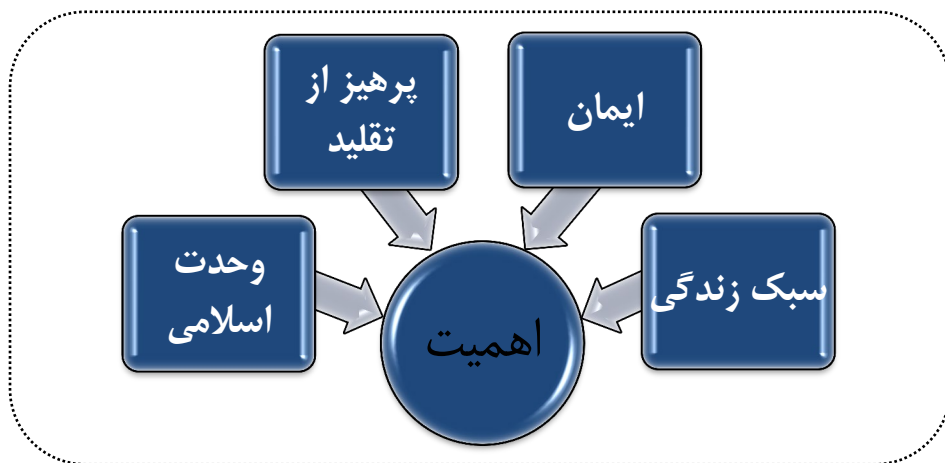 ایمان
پرهیز از
تقلید
سبک زندگی
وحدت
اسلامی
اهمیت